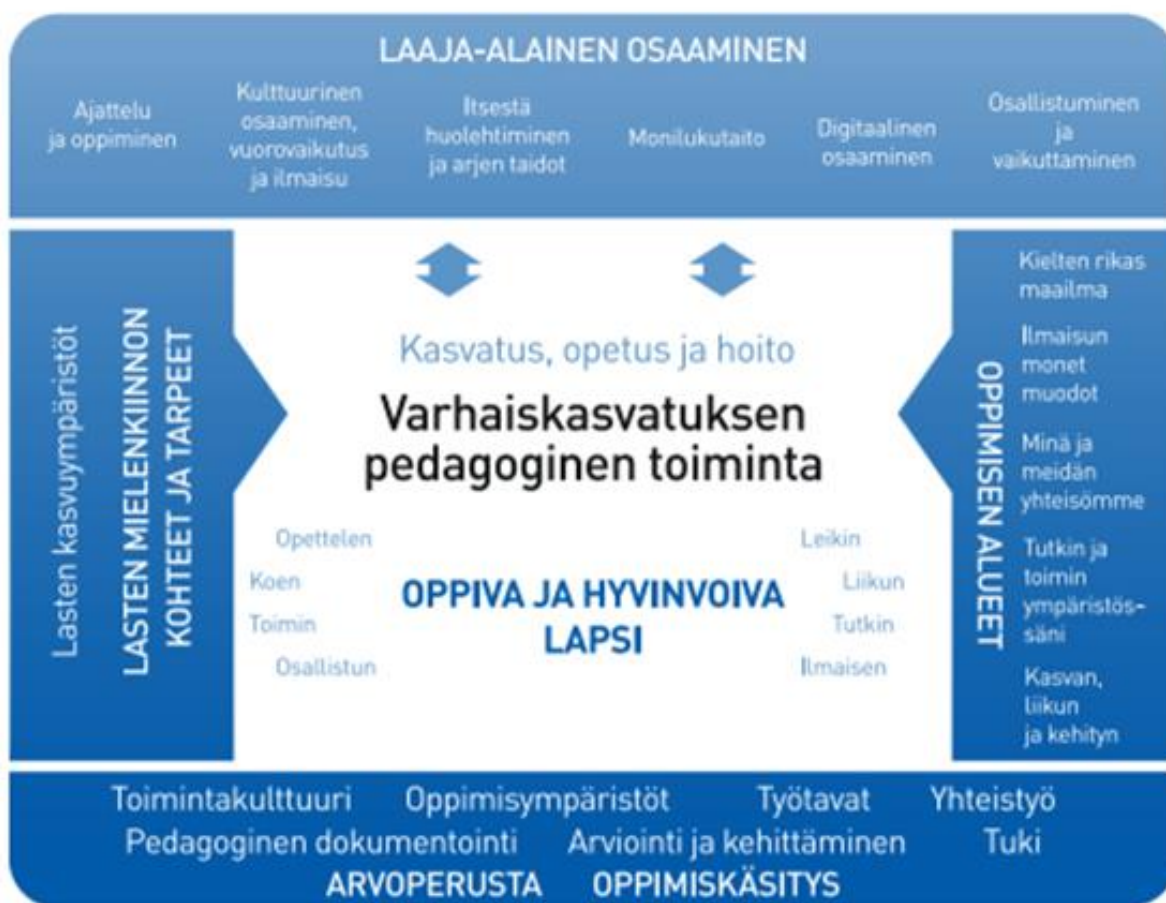 LAAJA-ALAINEN OSAAMINEN
Ajattelu
ja oppiminen
Kulttuurinen
osaaminen,
vuorovaikutus
ja ilmaisu
Itsestä
huolehtiminen
ja arjen taidot
Monilukutaito
Digitaalinen
osaaminen
Osallistuminen
ja
vaikuttaminen
Lasten kasvuympäristöt
LASTEN MIELENKIINNON
KOHTEET JA TARPEET
Kasvatus, opetus ja hoito
Varhaiskasvatuksen
pedagoginen toiminta
Opettelen
Koen
Toimin
Osallistun
OPPIVA JA HYVINVOIVA
LAPSI
Leikin
Liikun
Tutkin
Ilmaisen
OPPIMISEN ALUEET
Kielten rikas
maailma
Ilmaisun
monet
muodot
Minä ja
meidän
yhteisömme
Tutkin ja
toimin
ympäristös-
säni
Kasvan,
liikun
ja kehityn
Toimintakulttuuri Oppimisympäristöt Työtavat Yhteistyö
Pedagoginen dokumentointi Arviointi ja kehittäminen Tuki
ARVOPERUSTA OPPIMISKÄSITYS